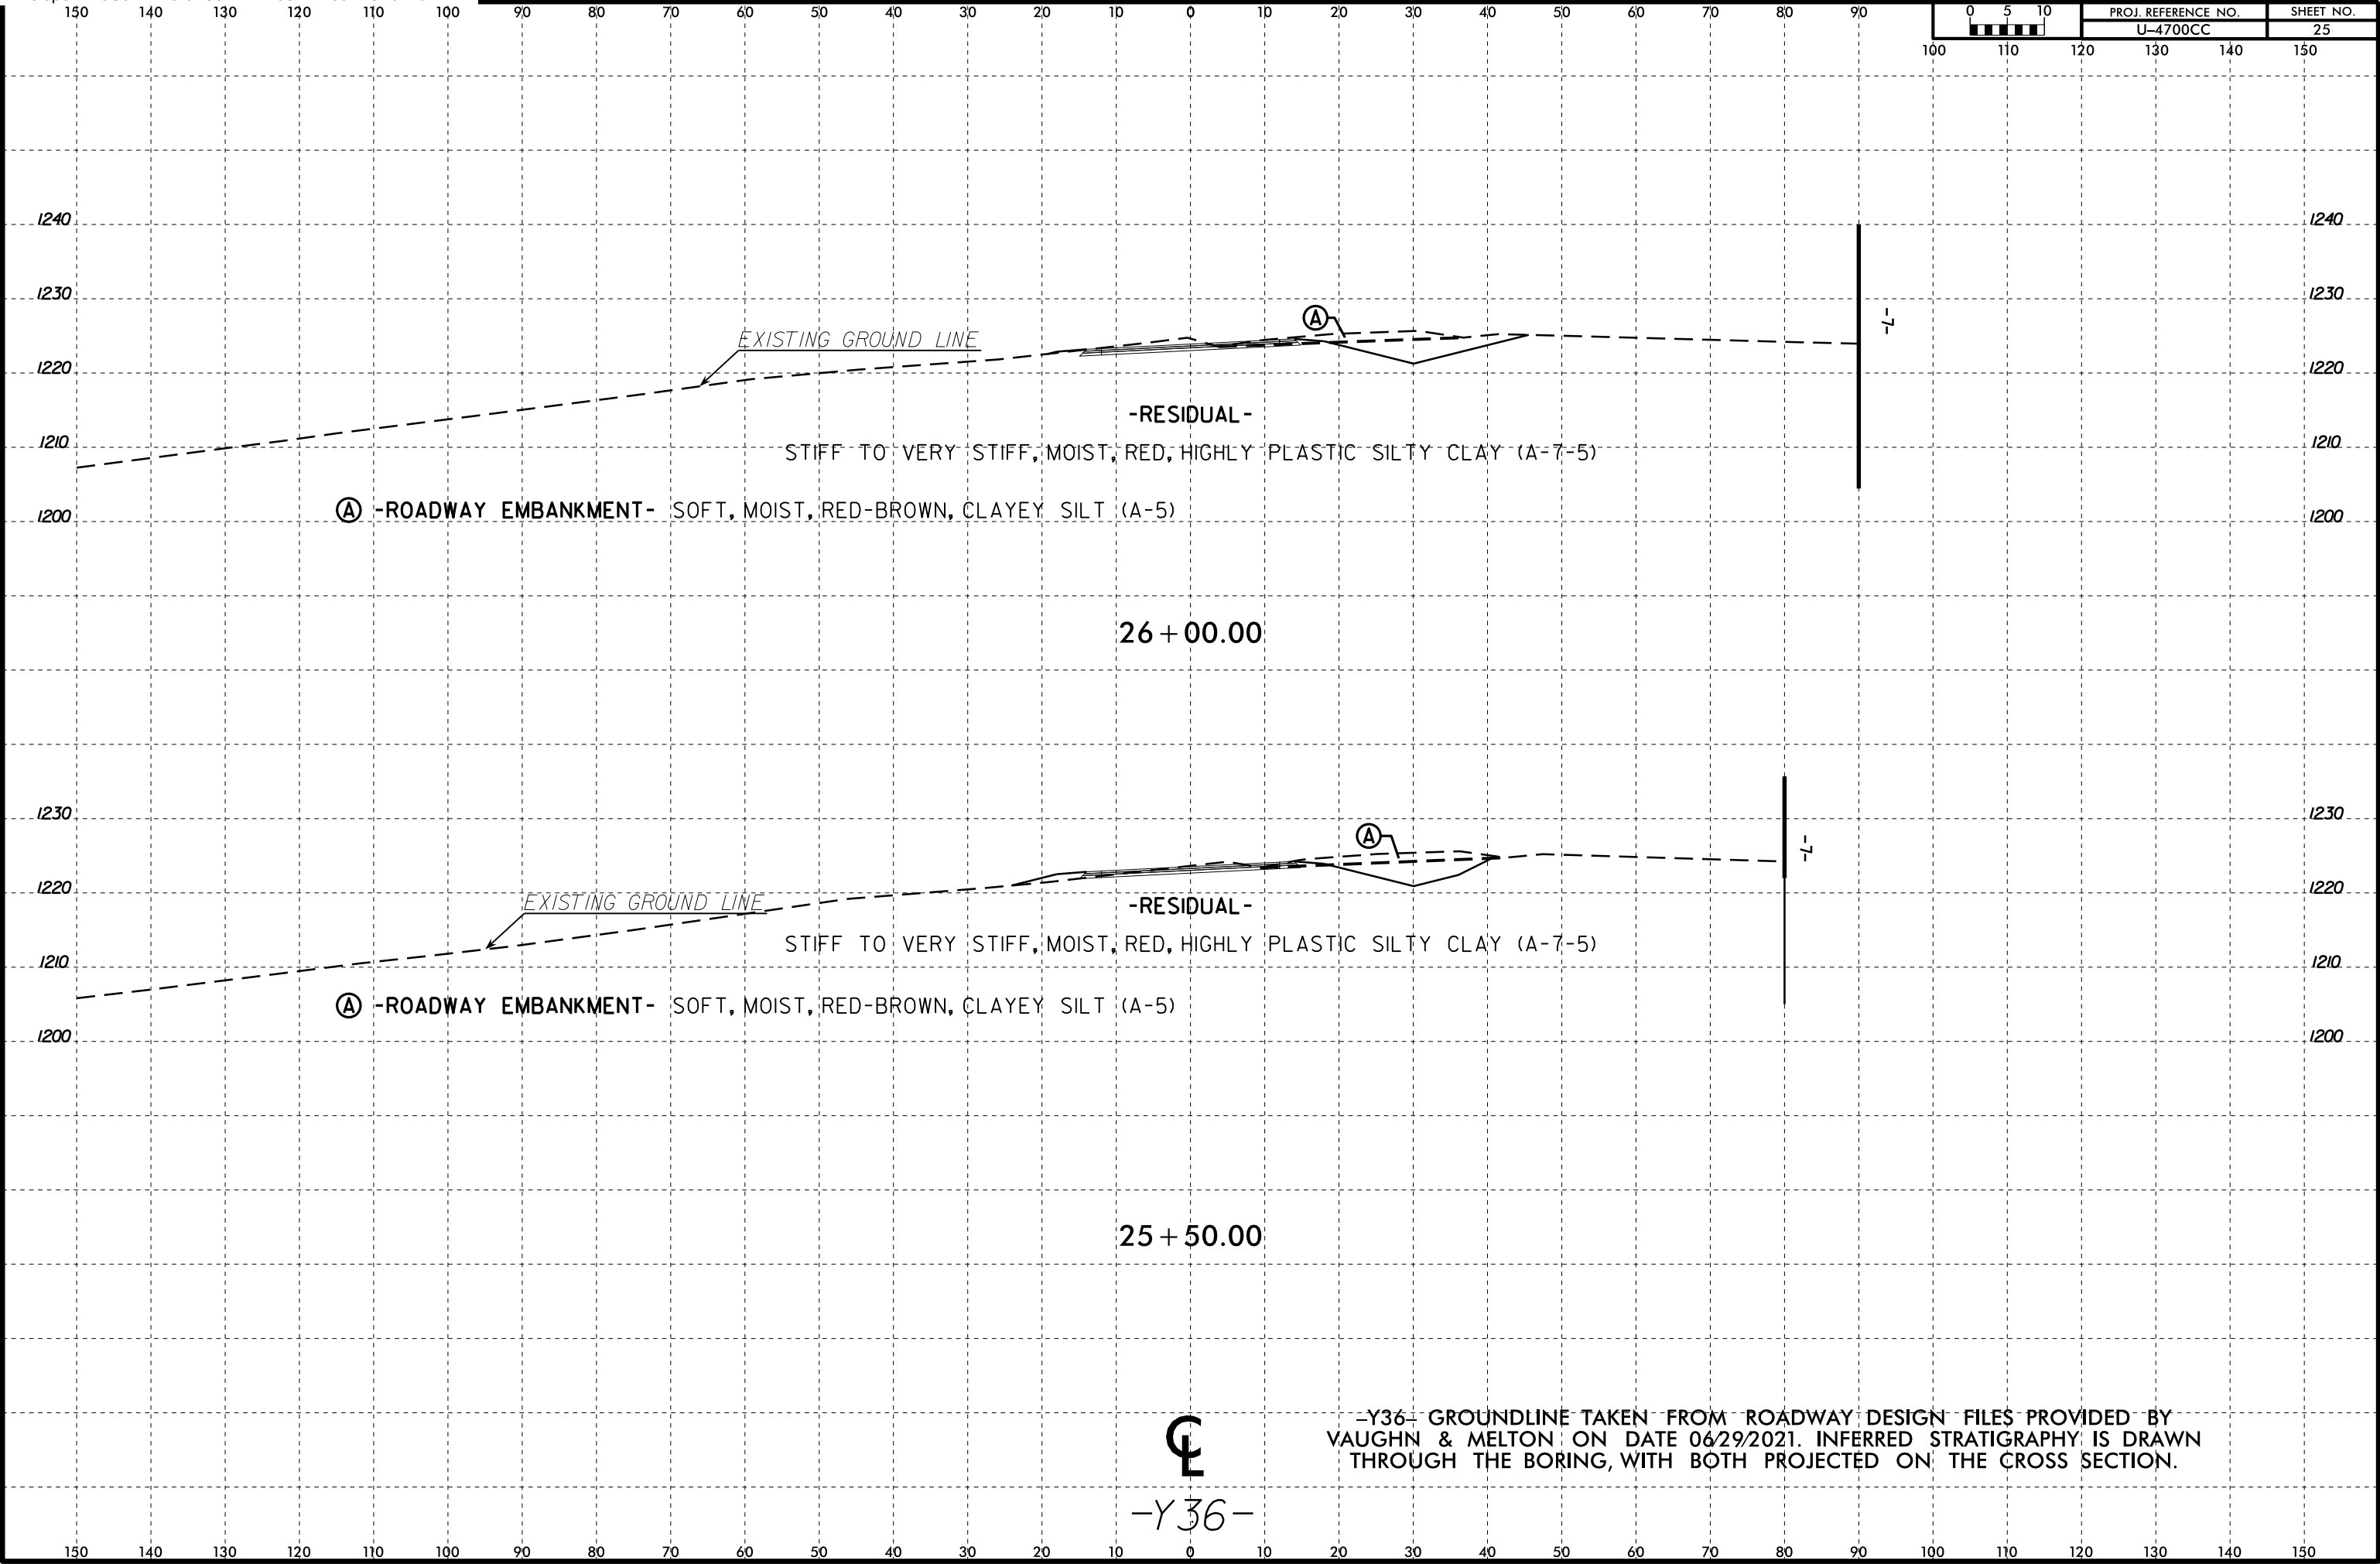 150 140 130 120 110 100 90 80 70 60 50 40 30 20 10 0 10 20 30 40 50 60 70 80 90
0 5 10
PROJ. REFERENCE NO. SHEET NO.
U-4700CC 25
100 110 120 130 140 150
1240 1240
1230 1230
A
-L-
EXISTING GROUND LINE
1220 1220
-RESIDUAL-
1210 1210
STIFF TO VERY STIFF, MOIST, RED, HIGHLY PLASTIC SILTY CLAY (A-7-5)
A -ROADWAY EMBANKMENT- SOFT, MOIST, RED-BROWN, CLAYEY SILT (A-5)
1200 1200
26+00.00
1230 1230
A
-L-
1220 1220
EXISTING GROUND LINE
-RESIDUAL-
STIFF TO VERY STIFF, MOIST, RED, HIGHLY PLASTIC SILTY CLAY (A-7-5)
1210 1210
A -ROADWAY EMBANKMENT- SOFT, MOIST, RED-BROWN, CLAYEY SILT (A-5)
1200 1200
25+50.00
-Y36- GROUNDLINE TAKEN FROM ROADWAY DESIGN FILES PROVIDED BY
VAUGHN & MELTON ON DATE 06/29/2021. INFERRED STRATIGRAPHY IS DRAWN
THROUGH THE BORING, WITH BOTH PROJECTED ON THE CROSS SECTION.
CL
-Y36-
150 140 130 120 110 100 90 80 70 60 50 40 30 20 10 0 10 20 30 40 50 60 70 80 90 100 110 120 130 140 150